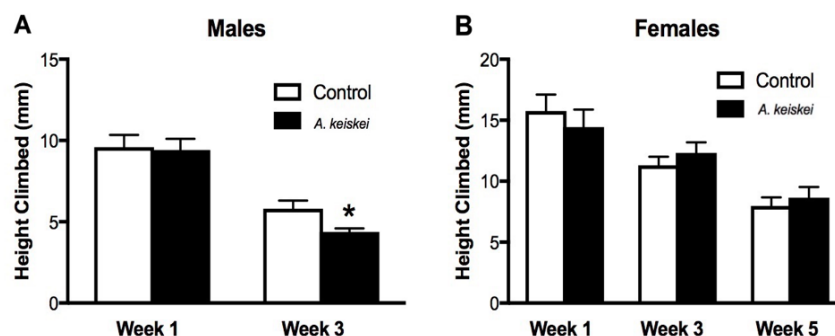 A
Males
Height Climbed (mm)
15
10
5
0
Control
A. keiskei
*
Week 1
Week 3
B
Females
Height Climbed (mm)
20
15
10
5
0
Control
A. keiskei
Week 1
Week 3
Week 5